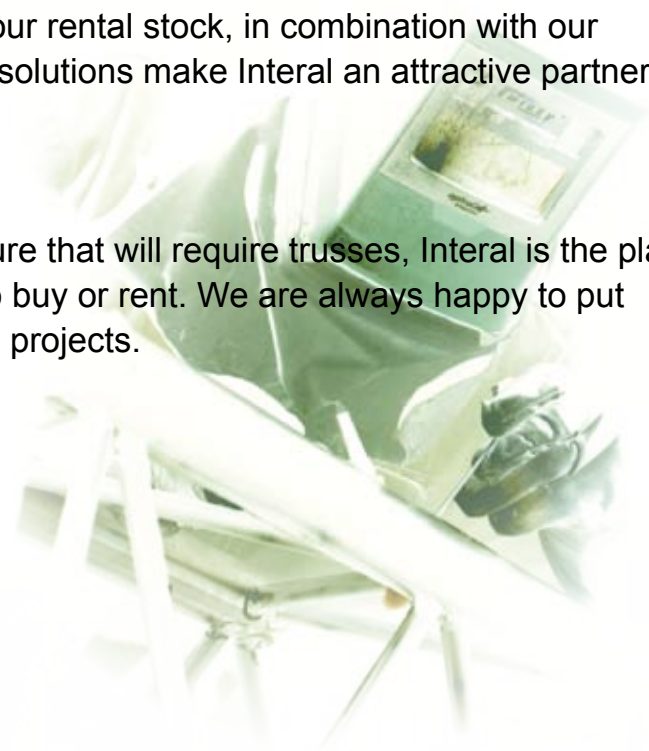 our rental stock, in combination with our
solutions make Interal an attractive partner
ure that will require trusses, Interal is the pla
o buy or rent. We are always happy to put
projects.